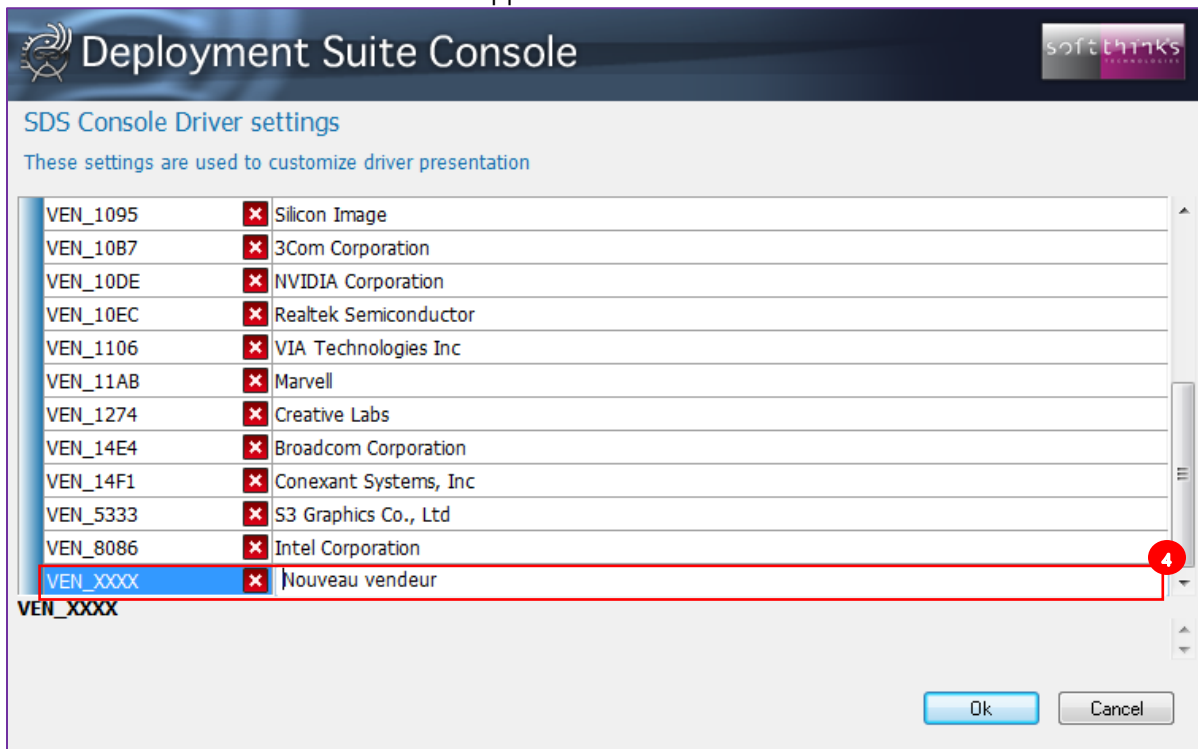 Deployment Suite Console
softthinks
TECHNOLOGIES
SDS Console Driver settings
These settings are used to customize driver presentation
VEN_1095 Silicon Image
VEN_10B7 3Com Corporation
VEN_10DE NVIDIA Corporation
VEN_10EC Realtek Semiconductor
VEN_1106 VIA Technologies Inc
VEN_11AB Marvell
VEN_1274 Creative Labs
VEN_14E4 Broadcom Corporation
VEN_14F1 Conexant Systems, Inc
VEN_5333 S3 Graphics Co., Ltd
VEN_8086 Intel Corporation
4
VEN_XXXX Nouveau vendeur
VEN_XXXX
Ok Cancel